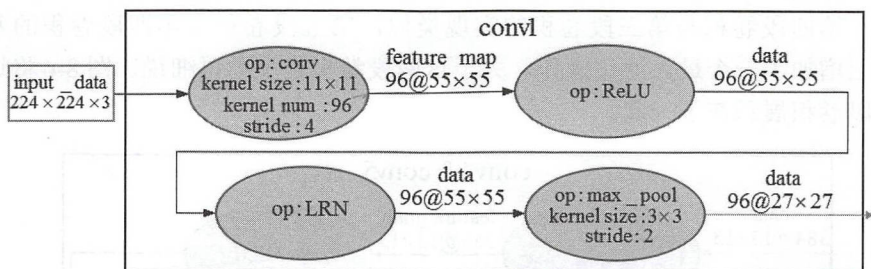 conv1
input _data
224×224×3
op:conv
kernel size:11×11
kernel num :96
stride:4
feature map
96@55×55
op:ReLU
data
96@55×55
op:LRN
data
96@55×55
op:max_pool
kernel size:3×3
stride:2
data
96@27×27